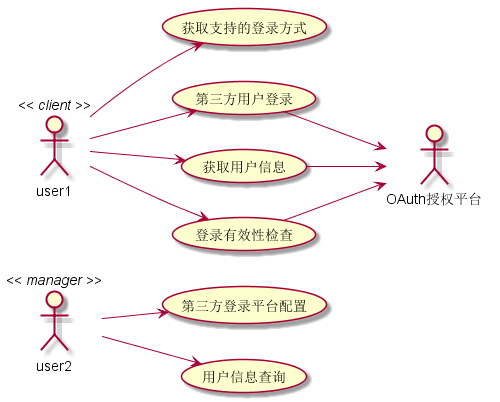 获取支持的登录方式
<< client >>
user1
第三方用户登录
获取用户信息
登录有效性检查
OAuth授权平台
<< manager >>
user2
第三方登录平台配置
用户信息查询